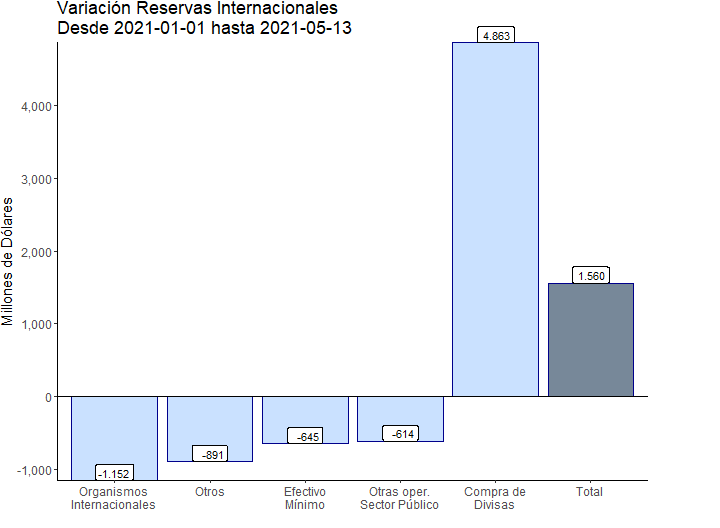 Variación Reservas Internacionales
Desde 2021-01-01 hasta 2021-05-13
Millones de Dólares
4,000
3,000
2,000
1,000
0
-1,000
-1.152
-891
-645
-614
4.863
1.560
Organismos
Internacionales
Otros
Efectivo
Mínimo
Otras oper.
Sector Público
Compra de
Divisas
Total